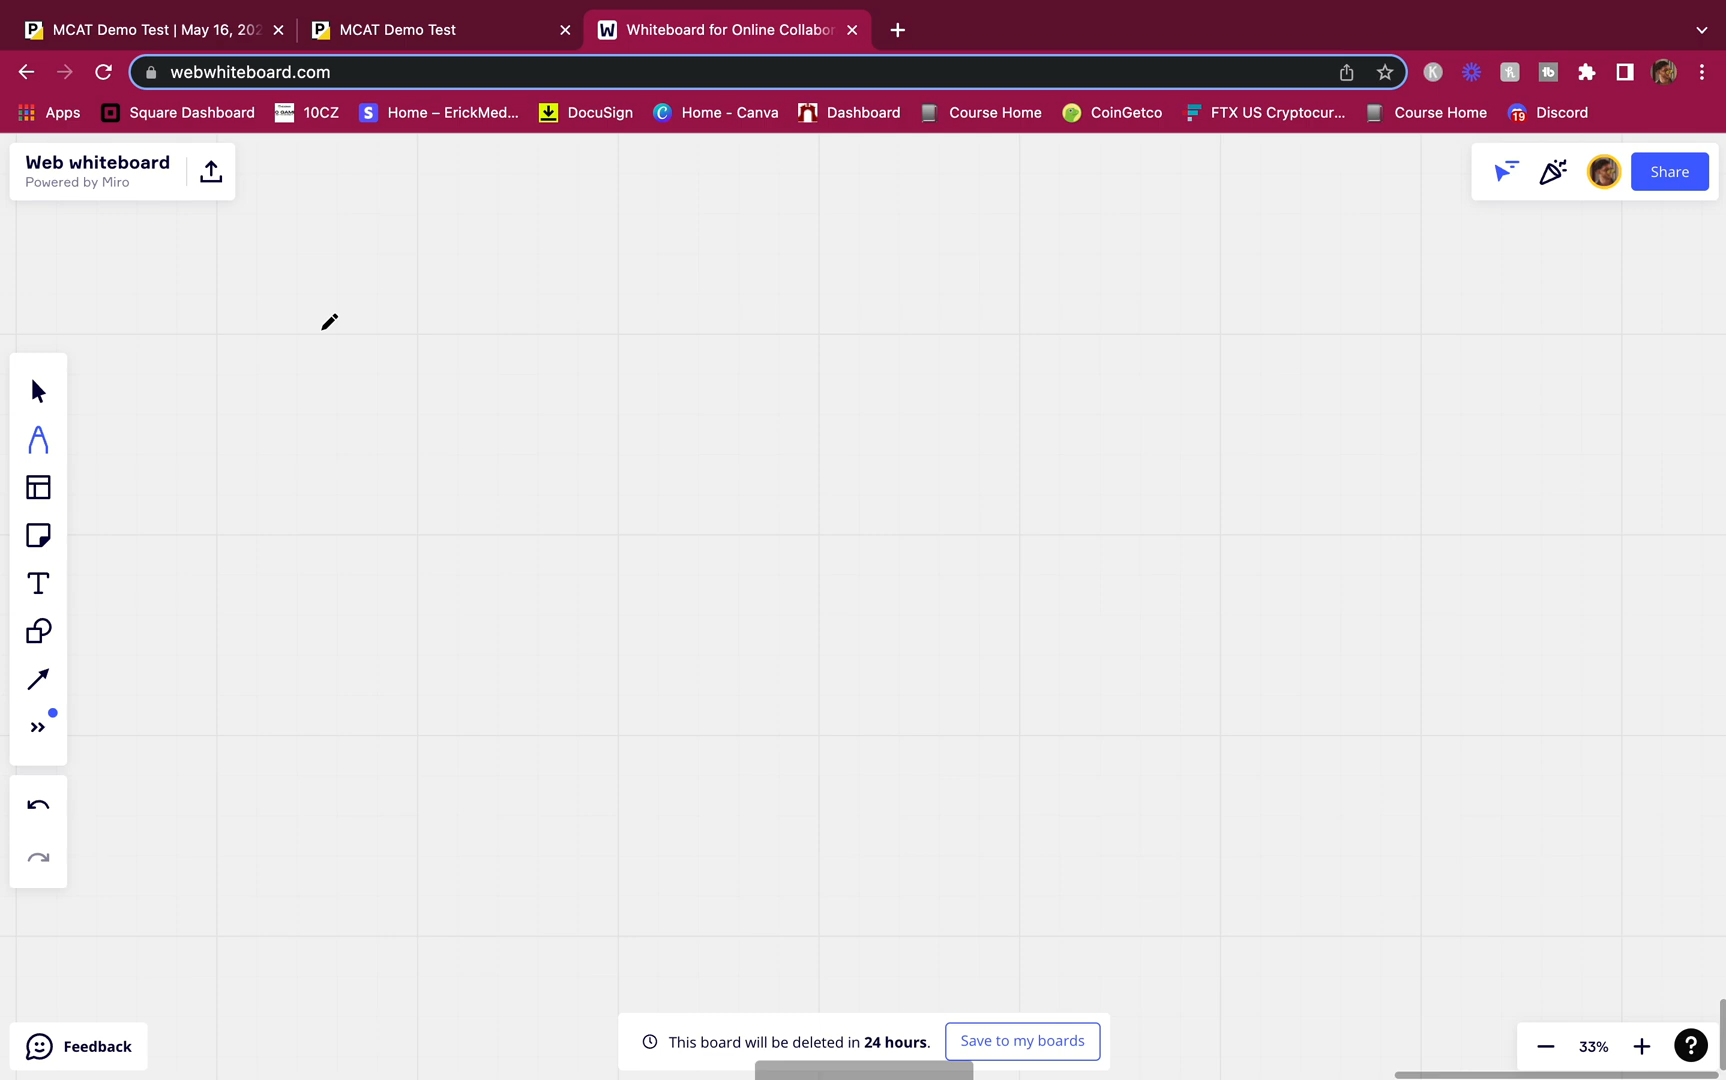 MCAT Demo Test | May 16, 202
MCAT Demo Test
Whiteboard for Online Collabor
webwhiteboard.com
Apps
Square Dashboard
10CZ
Home – ErickMed...
DocuSign
Home - Canva
Dashboard
Course Home
CoinGetco
FTX US Cryptocur...
Course Home
19
Discord
Web whiteboard
Powered by Miro
Share
Feedback
This board will be deleted in 24 hours.
Save to my boards
33%